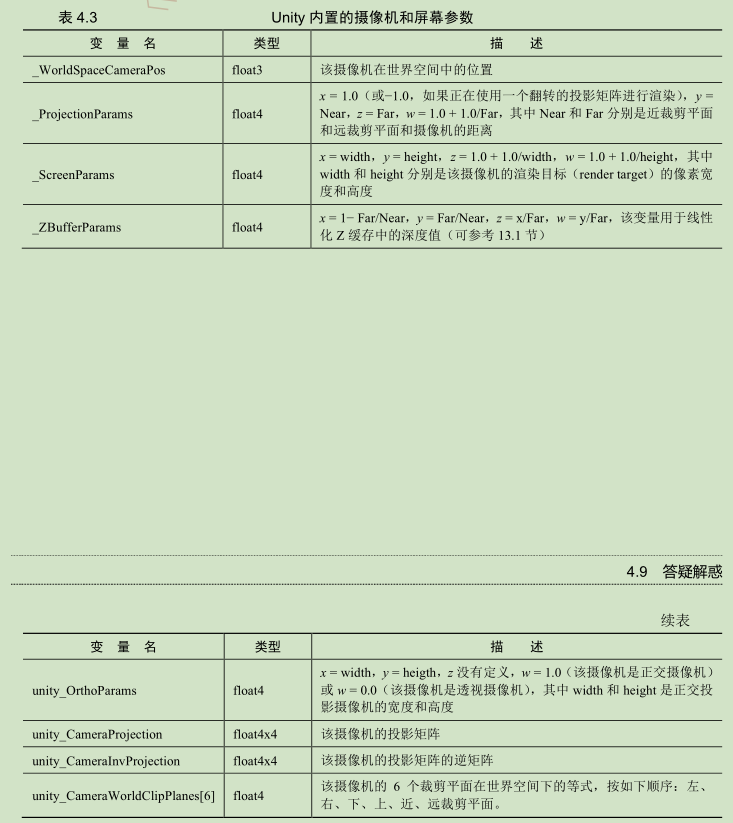 表 4.3 Unity 内置的摄像机和屏幕参数
变 量 名 类型 描 述
_WorldSpaceCameraPos float3 该摄像机在世界空间中的位置
_ProjectionParams float4 x = 1.0（或−1.0，如果正在使用一个翻转的投影矩阵进行渲染），y =
Near，z = Far，w = 1.0 + 1.0/Far，其中 Near 和 Far 分别是近裁剪平面
和远裁剪平面和摄像机的距离
_ScreenParams float4 x = width，y = height，z = 1.0 + 1.0/width，w = 1.0 + 1.0/height，其中
width 和 height 分别是该摄像机的渲染目标（render target）的像素宽
度和高度
_ZBufferParams float4 x = 1− Far/Near，y = Far/Near，z = x/Far，w = y/Far，该变量用于线性
化 Z 缓存中的深度值（可参考 13.1 节）
4.9 答疑解惑
续表
变 量 名 类型 描 述
unity_OrthoParams float4 x = width，y = heigth，z 没有定义，w = 1.0（该摄像机是正交摄像机）
或 w = 0.0（该摄像机是透视摄像机），其中 width 和 height 是正交投
影摄像机的宽度和高度
unity_CameraProjection float4x4 该摄像机的投影矩阵
unity_CameraInvProjection float4x4 该摄像机的投影矩阵的逆矩阵
unity_CameraWorldClipPlanes[6] float4 该摄像机的 6 个裁剪平面在世界空间下的等式，按如下顺序：左、
右、下、上、近、远裁剪平面。